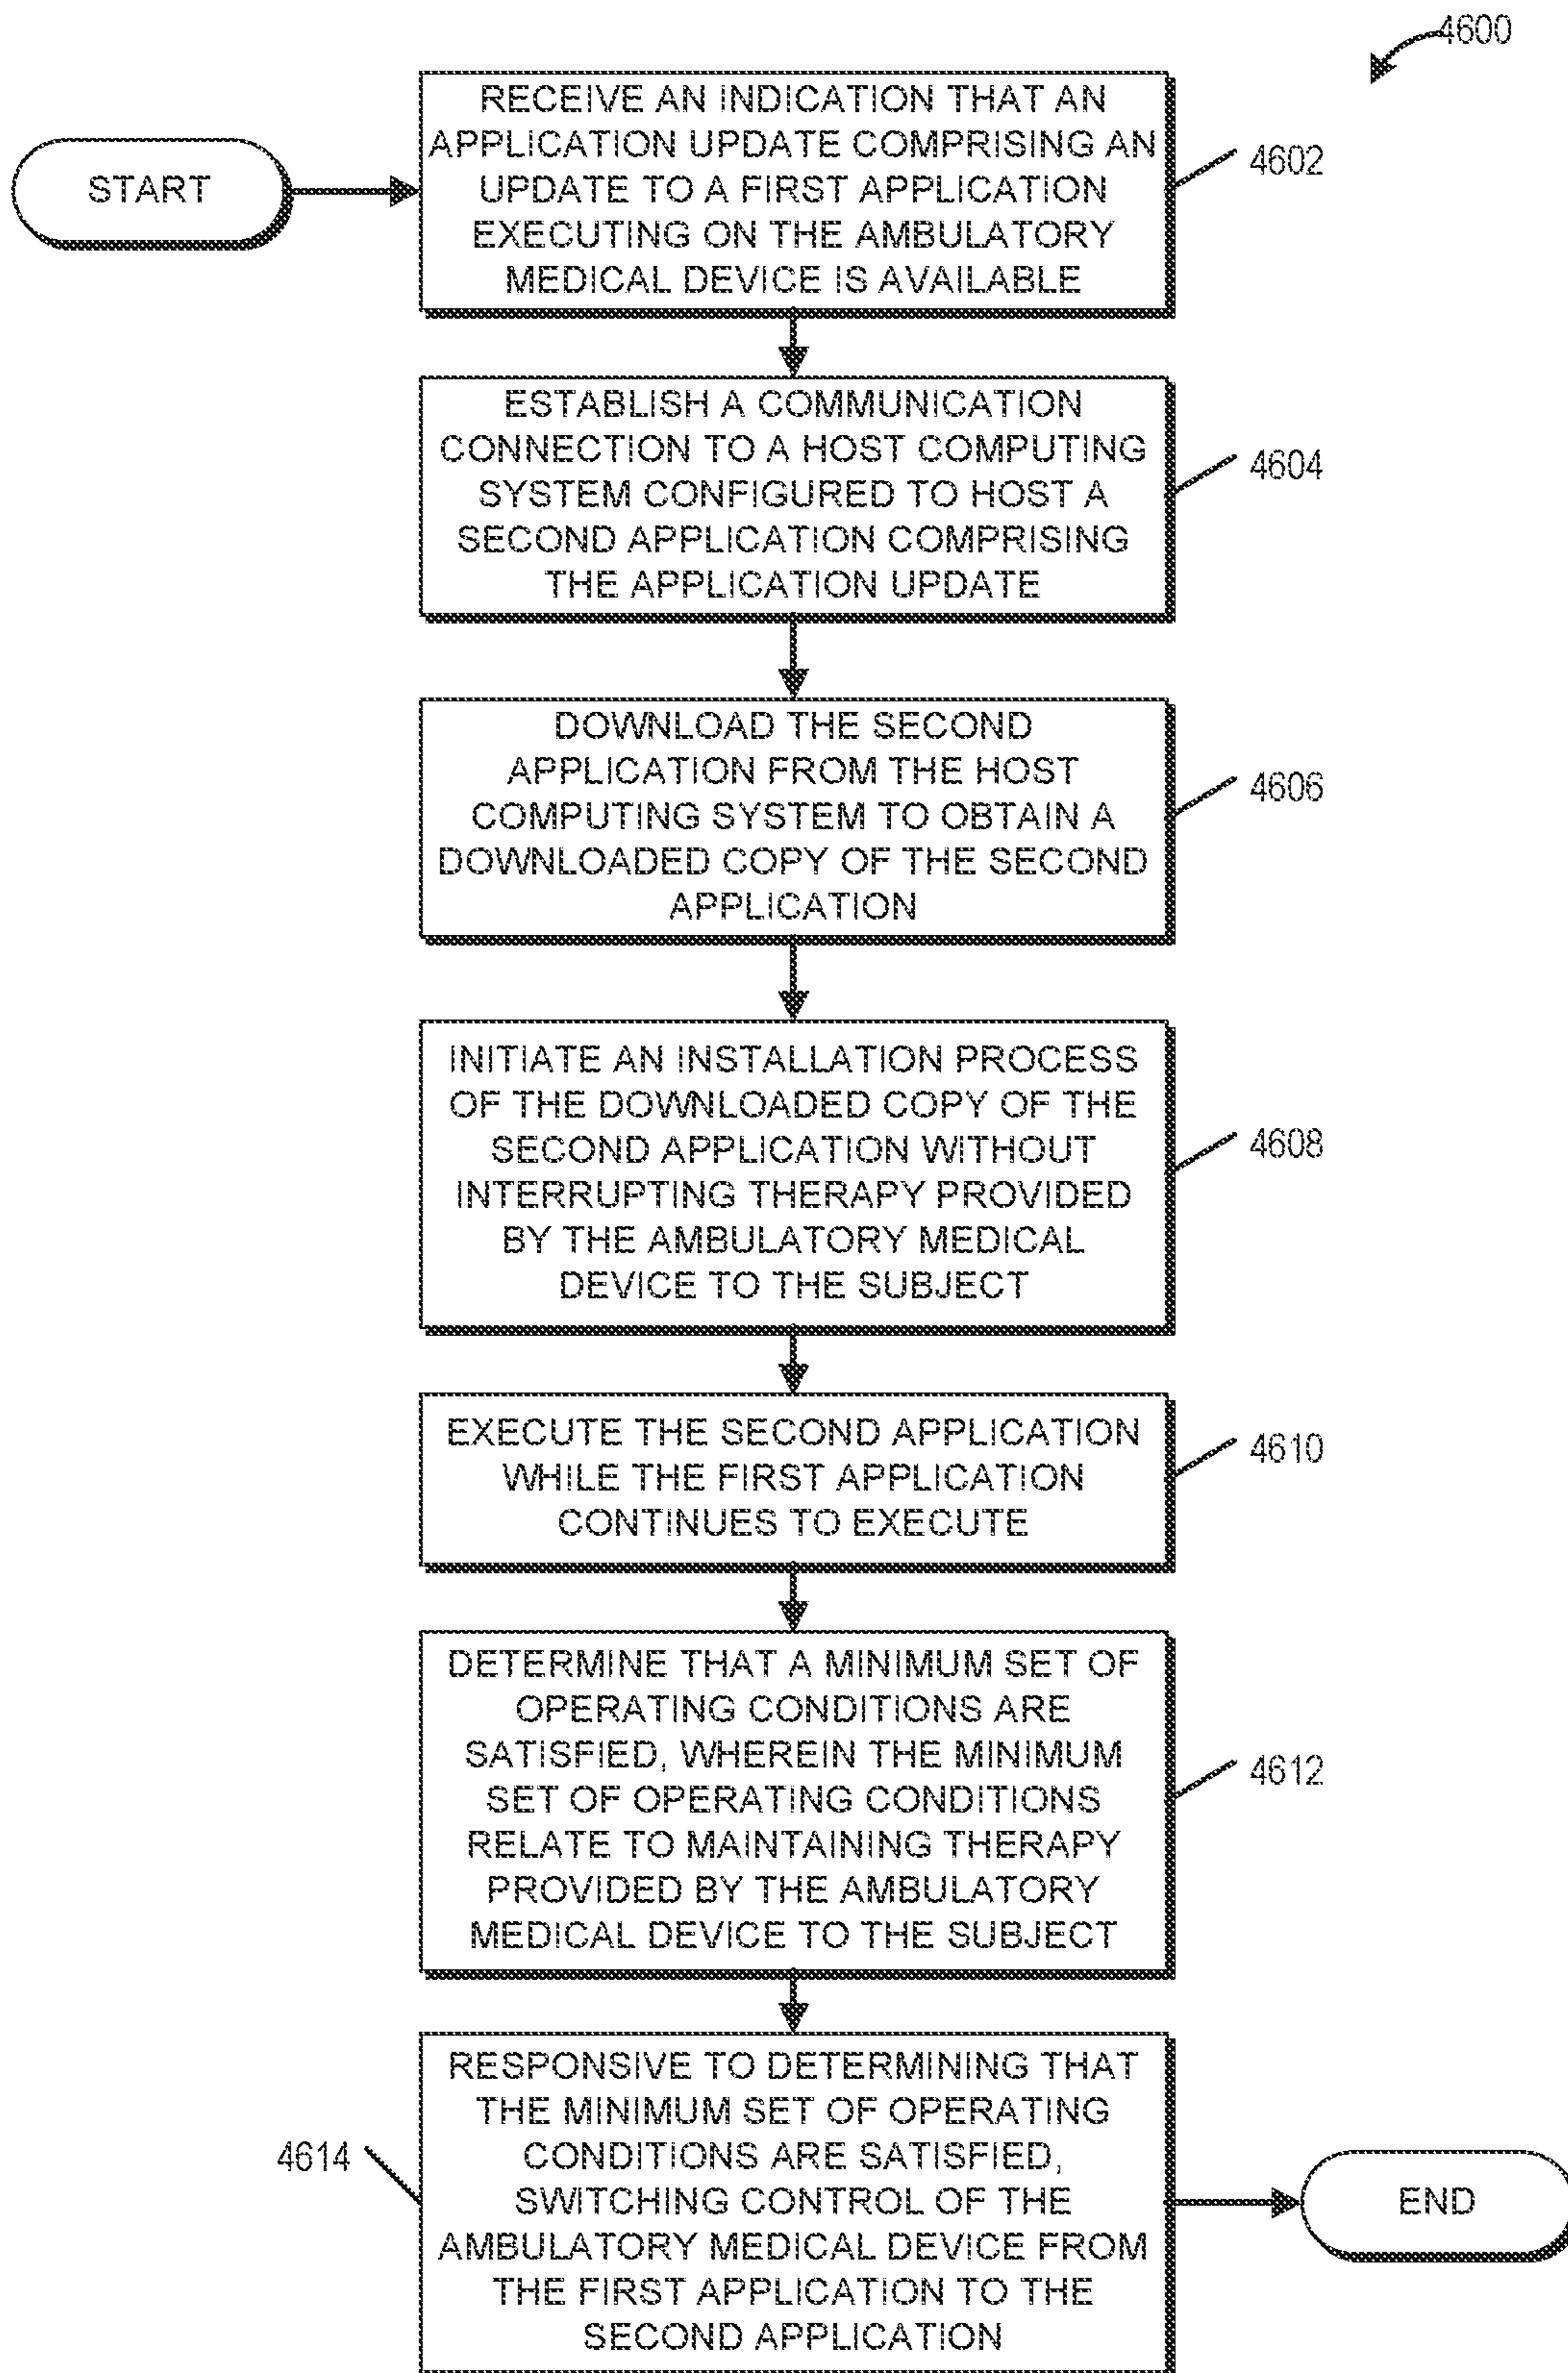 4600
START
RECEIVE AN INDICATION THAT AN
APPLICATION UPDATE COMPRISING AN
UPDATE TO A FIRST APPLICATION
EXECUTING ON THE AMBULATORY
MEDICAL DEVICE IS AVAILABLE
4602
ESTABLISH A COMMUNICATION
CONNECTION TO A HOST COMPUTING
SYSTEM CONFIGURED TO HOST A
SECOND APPLICATION COMPRISING
THE APPLICATION UPDATE
4604
DOWNLOAD THE SECOND
APPLICATION FROM THE HOST
COMPUTING SYSTEM TO OBTAIN A
DOWNLOADED COPY OF THE SECOND
APPLICATION
4606
INITIATE AN INSTALLATION PROCESS
OF THE DOWNLOADED COPY OF THE
SECOND APPLICATION WITHOUT
INTERRUPTING THERAPY PROVIDED
BY THE AMBULATORY MEDICAL
DEVICE TO THE SUBJECT
4608
EXECUTE THE SECOND APPLICATION
WHILE THE FIRST APPLICATION
CONTINUES TO EXECUTE
4610
DETERMINE THAT A MINIMUM SET OF
OPERATING CONDITIONS ARE
SATISFIED, WHEREIN THE MINIMUM
SET OF OPERATING CONDITIONS
RELATE TO MAINTAINING THERAPY
PROVIDED BY THE AMBULATORY
MEDICAL DEVICE TO THE SUBJECT
4612
RESPONSIVE TO DETERMINING THAT
THE MINIMUM SET OF OPERATING
CONDITIONS ARE SATISFIED,
SWITCHING CONTROL OF THE
AMBULATORY MEDICAL DEVICE FROM
THE FIRST APPLICATION TO THE
SECOND APPLICATION
4614
END